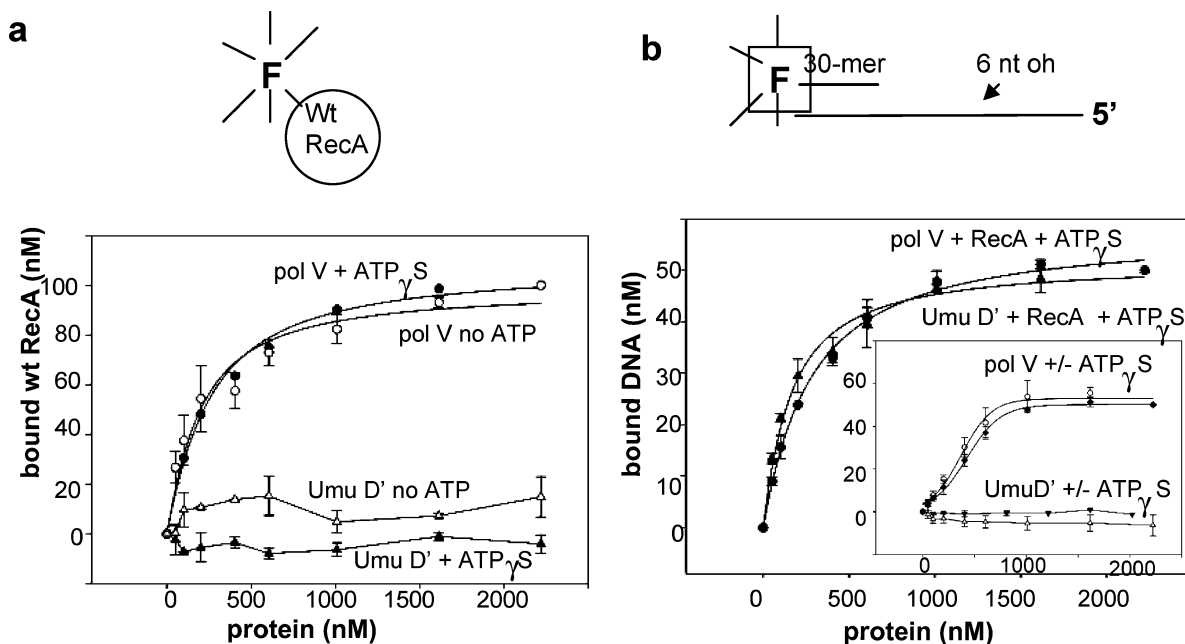 a
F
Wt
RecA
b
F
30-mer
6 nt oh
5’
bound wt RecA (nM)
100
80
60
40
20
0
pol V + ATPγS
pol V no ATP
Umu D’ no ATP
Umu D’ + ATPγS
0 500 1000 1500 2000
protein (nM)
bound DNA (nM)
50
40
30
20
10
0
pol V + RecA + ATPγS
Umu D’ + RecA + ATPγS
60
40
20
0
pol V +/- ATPγS
UmuD’ +/- ATPγS
0 1000 2000
0 500 1000 1500 2000
protein (nM)